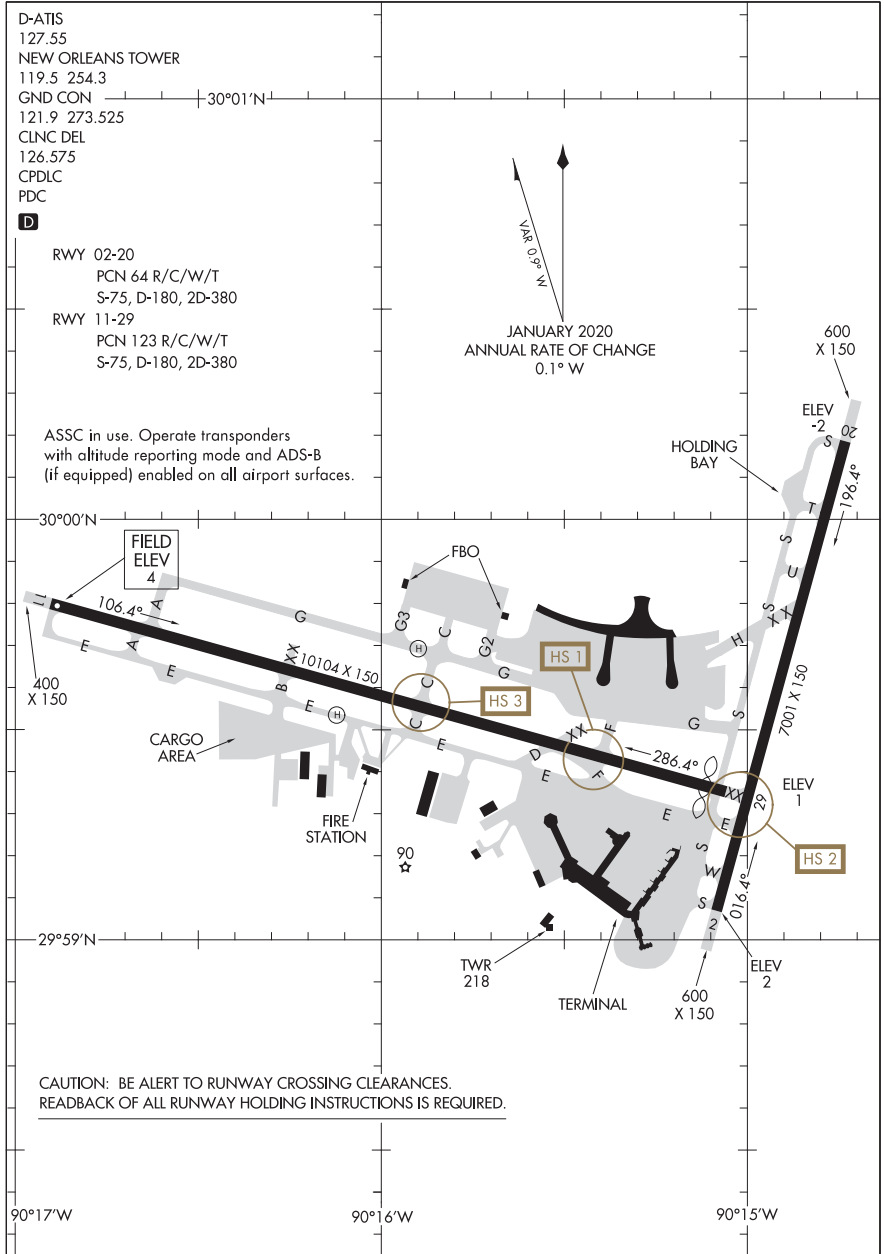 D-ATIS
127.55
NEW ORLEANS TOWER
119.5 254.3
GND CON
121.9 273.525
CLNC DEL
126.575
CPDLC
PDC
D
30°01'N
RWY 02-20
PCN 64 R/C/W/T
S-75, D-180, 2D-380
RWY 11-29
PCN 123 R/C/W/T
S-75, D-180, 2D-380
VAR 0.9° W
JANUARY 2020
ANNUAL RATE OF CHANGE
0.1° W
ASSC in use. Operate transponders
with altitude reporting mode and ADS-B
(if equipped) enabled on all airport surfaces.
600
X 150
ELEV
-2
20
S
HOLDING
BAY
196.4°
T
S
U
S
XX
H
S
7001 X 150
30°00'N
FIELD
ELEV
4
11
106.4°
A
A
E
E
G
XX
B
E
10104 X 150
400
X 150
FBO
G3
C
G2
H
G
C
C
HS 3
HS 1
H
E
D
XX
F
F
E
G
286.4°
E
XX
29
E
ELEV
1
HS 2
CARGO
AREA
FIRE
STATION
90
S
W
S
016.4°
2
ELEV
2
600
X 150
29°59'N
TWR
218
TERMINAL
CAUTION: BE ALERT TO RUNWAY CROSSING CLEARANCES.
READBACK OF ALL RUNWAY HOLDING INSTRUCTIONS IS REQUIRED.
90°17'W
90°16'W
90°15'W